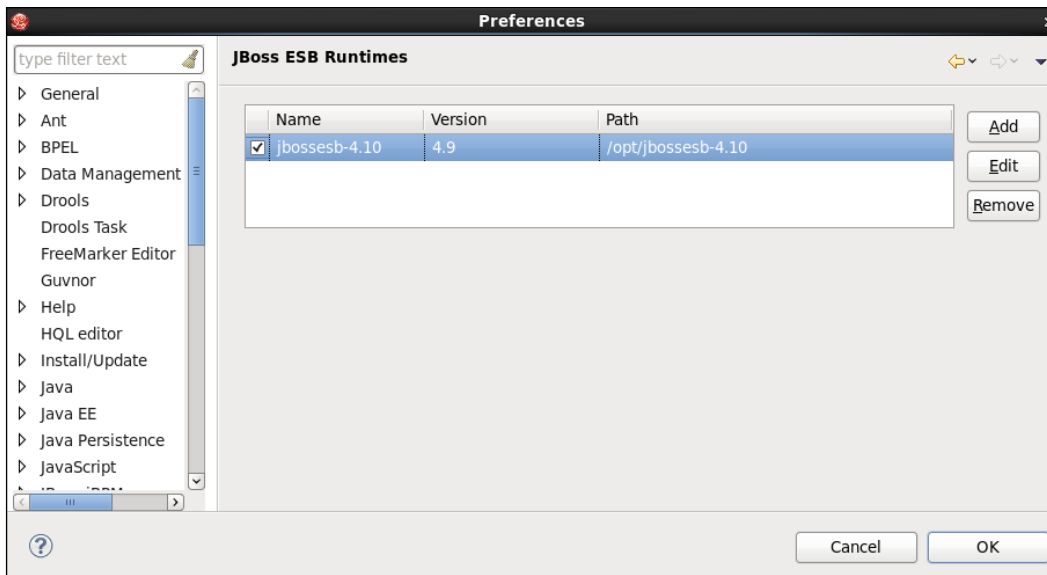 Preferences
type filter text
JBoss ESB Runtimes
General
Ant
BPEL
Data Management
Drools
Drools Task
FreeMarker Editor
Guvnor
Help
HQL editor
Install/Update
Java
Java EE
Java Persistence
JavaScript
Name Version Path
jbossesb-4.10 4.9 /opt/jbossesb-4.10
Add
Edit
Remove
Cancel
OK